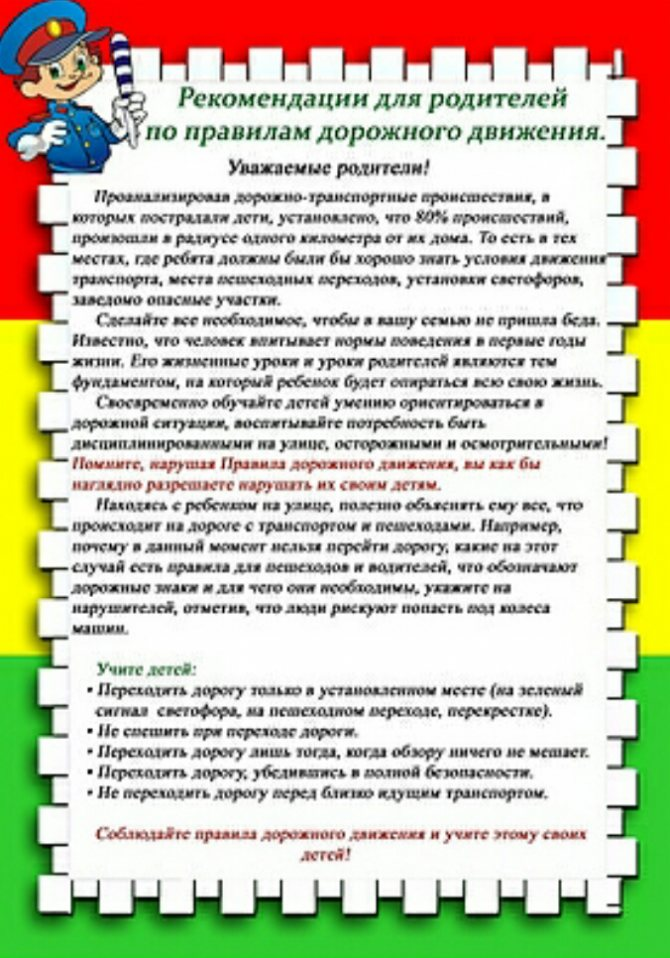 Рекомендации для родителей
по правилам дорожного движения.
Уважаемые родители!
Проанализировав дорожно-транспортные происшествия, в
которых пострадали дети, установлено, что 80% происшествий,
произошли в радиусе одного километра от их дома. То есть в тех
местах, где ребята должны были бы хорошо знать условия движения
транспорта, места пешеходных переходов, установки светофоров,
заведомо опасные участки.
Сделайте все необходимое, чтобы в вашу семью не пришла беда.
Известно, что человек впитывает нормы поведения в первые годы
жизни. Его жизненные уроки и уроки родителей являются тем
фундаментом, на который ребенок будет опираться всю свою жизнь.
Своевременно обучайте детей умению ориентироваться в
дорожной ситуации, воспитывайте потребность быть
дисциплинированными на улице, осторожными и осмотрительными!
Помните, нарушая Правила дорожного движения, вы как бы
наглядно разрешаете нарушать их своим детям.
Находясь с ребенком на улице, полезно объяснять ему все, что
происходит на дороге с транспортом и пешеходами. Например,
почему в данный момент нельзя перейти дорогу, какие на этот
случай есть правила для пешеходов и водителей, что обозначают
дорожные знаки и для чего они необходимы, укажите на
нарушителей, отметив, что люди рискуют попасть под колеса
машин.
Учите детей:
• Переходить дорогу только в установленном месте (на зеленый
сигнал светофора, на пешеходном переходе, перекрестке).
• Не спешить при переходе дороги.
• Переходить дорогу лишь тогда, когда обзору ничего не мешает.
• Переходить дорогу, убедившись в полной безопасности.
• Не переходить дорогу перед близко идущим транспортом.
Соблюдайте правила дорожного движения и учите этому своих
детей!